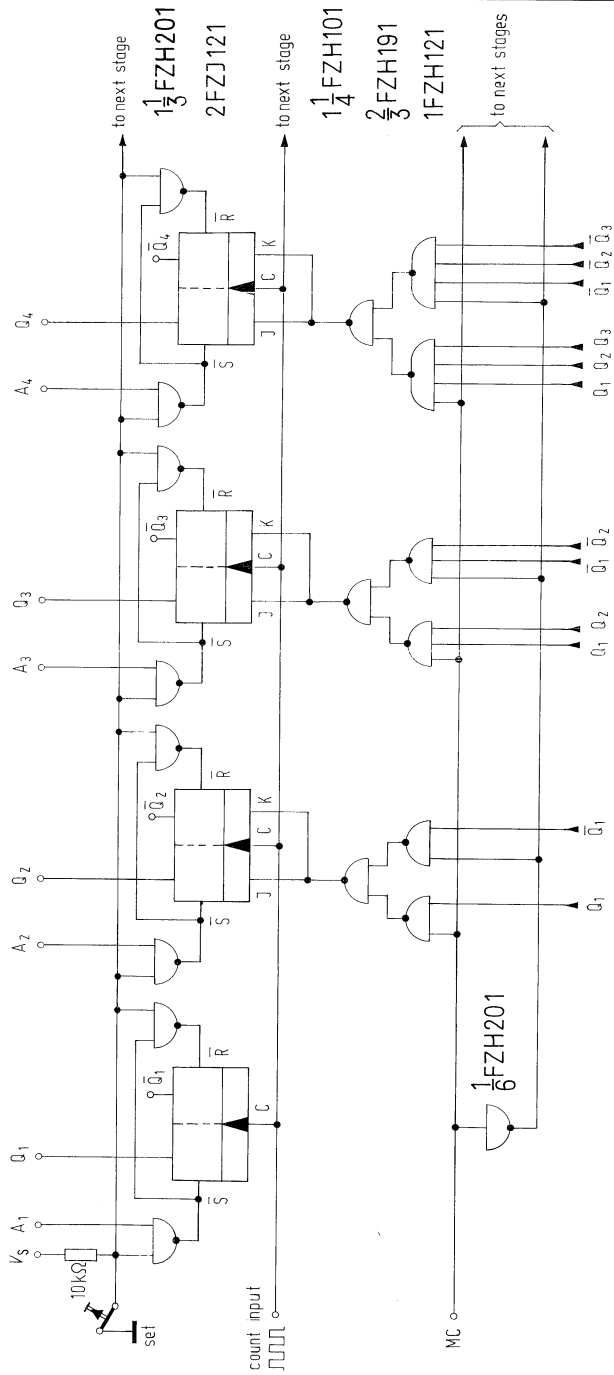 V_S
A₁
Q₁
A₂
Q₂
A₃
Q₃
A₄
Q₄
10kΩ
set
Q̅₁
Q̅₂
Q̅₃
Q̅₄
to next stage
1⅓FZH201
2FZJ121
S̅
R̅
C
S̅
R̅
J
C
K
S̅
R̅
J
C
K
S̅
R̅
J
C
K
count input
to next stage
1¼FZH101
⅔FZH191
1FZH121
MC
⅙FZH201
to next stages
Q₁
Q̅₁
Q₁
Q₂
Q̅₁
Q̅₂
Q₁
Q₂
Q₃
Q̅₁
Q̅₂
Q̅₃